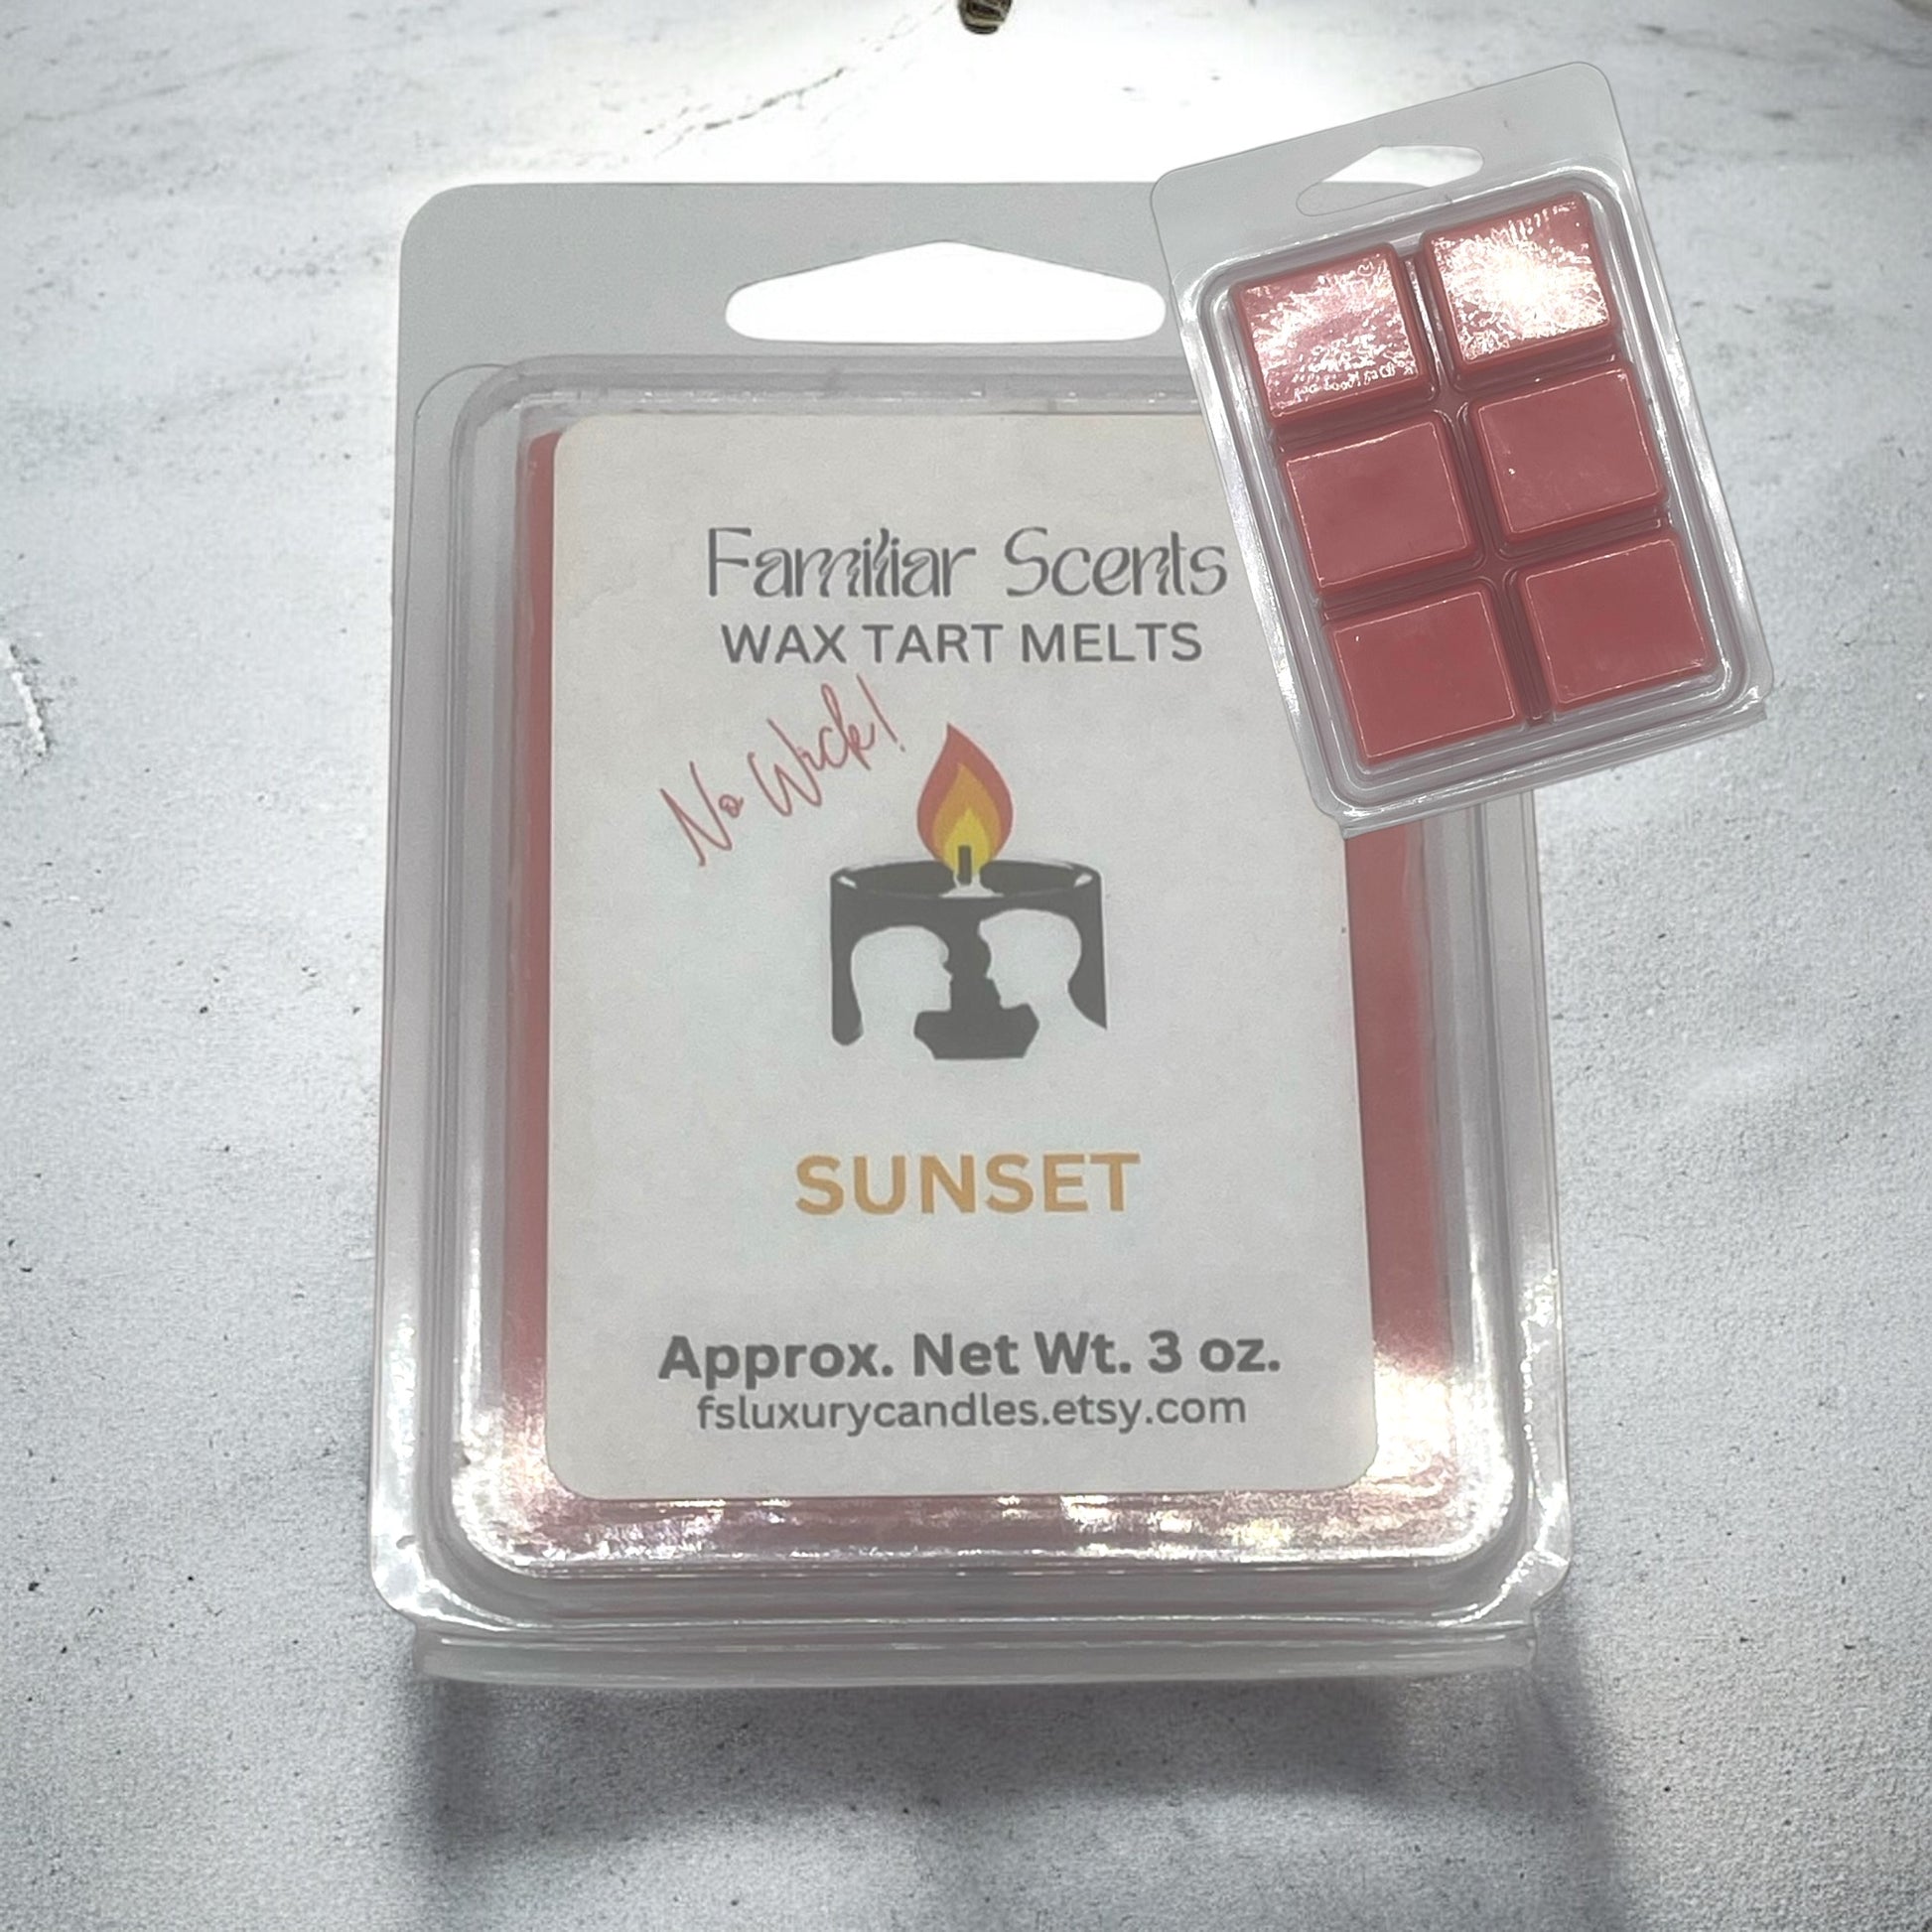 Familiar Scents
WAX TART MELTS
No Wick!
SUNSET
Approx. Net Wt. 3 oz.
fsluxurycandles.etsy.com